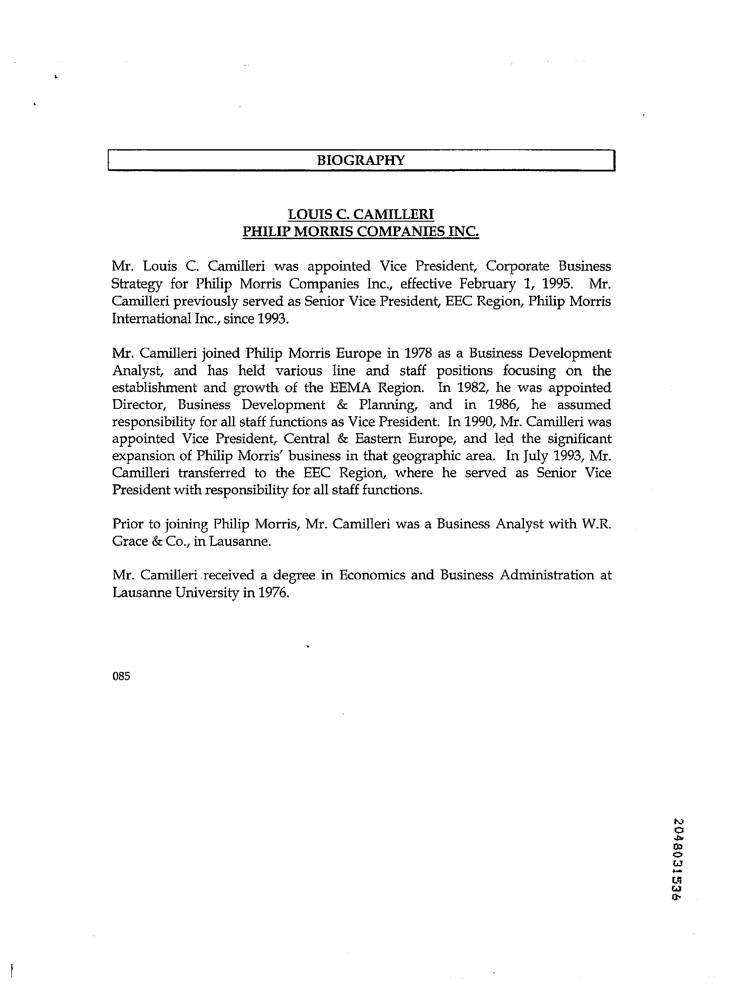 BIOGRAPHY
LOUIS C. CAMILLERI
PHILIP MORRIS COMPANIES INC.
Mr. Louis C. Camilleri was appointed Vice President, Corporate Business
Strategy for Philip Morris Companies Inc., effective February 1, 1995. Mr.
Camilleri previously served as Senior Vice President, EEC Region, Philip Morris
International Inc., since 1993.
Mr. Camilleri joined Philip Morris Europe in 1978 as a Business Development
Analyst, and has held various line and staff positions focusing on the
establishment and growth of the EEMA Region. In 1982, he was appointed
Director, Business Development & Planning, and in 1986, he assumed
responsibility for all staff functions as Vice President. In 1990, Mr. Camilleri was
appointed Vice President, Central & Eastern Europe, and led the significant
expansion of Philip Morris' business in that geographic area. In July 1993, Mr.
Camilleri transferred to the EEC Region, where he served as Senior Vice
President with responsibility for all staff functions.
Prior to joining Philip Morris, Mr. Camilleri was a Business Analyst with W.R.
Grace & Co., in Lausanne.
Mr. Camilleri received a degree in Economics and Business Administration at
Lausanne University in 1976.
085
2048031536